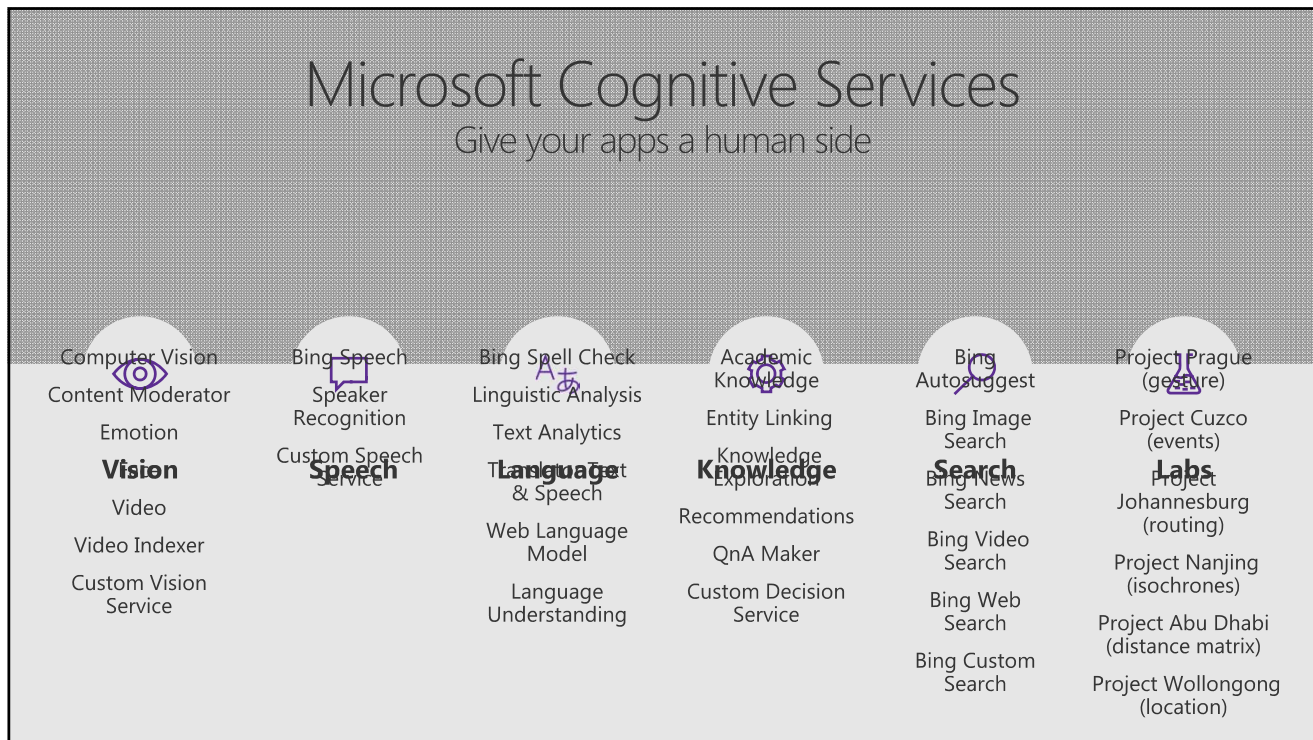 Microsoft Cognitive Services
Give your apps a human side
Computer Vision
Content Moderator
Emotion
Vision
Video
Video Indexer
Custom Vision
Service
Bing Speech
Speaker
Recognition
Custom Speech
Service
Speech
Bing Spell Check
Linguistic Analysis
Text Analytics
Translator Text
& Speech
Language
Web Language
Model
Language
Understanding
Academic
Knowledge
Entity Linking
Knowledge
Exploration
Knowledge
Recommendations
QnA Maker
Custom Decision
Service
Bing
Autosuggest
Bing Image
Search
Search
Bing News
Search
Bing Video
Search
Bing Web
Search
Bing Custom
Search
Project Prague
(gesture)
Project Cuzco
(events)
Labs
Project
Johannesburg
(routing)
Project Nanjing
(isochrones)
Project Abu Dhabi
(distance matrix)
Project Wollongong
(location)